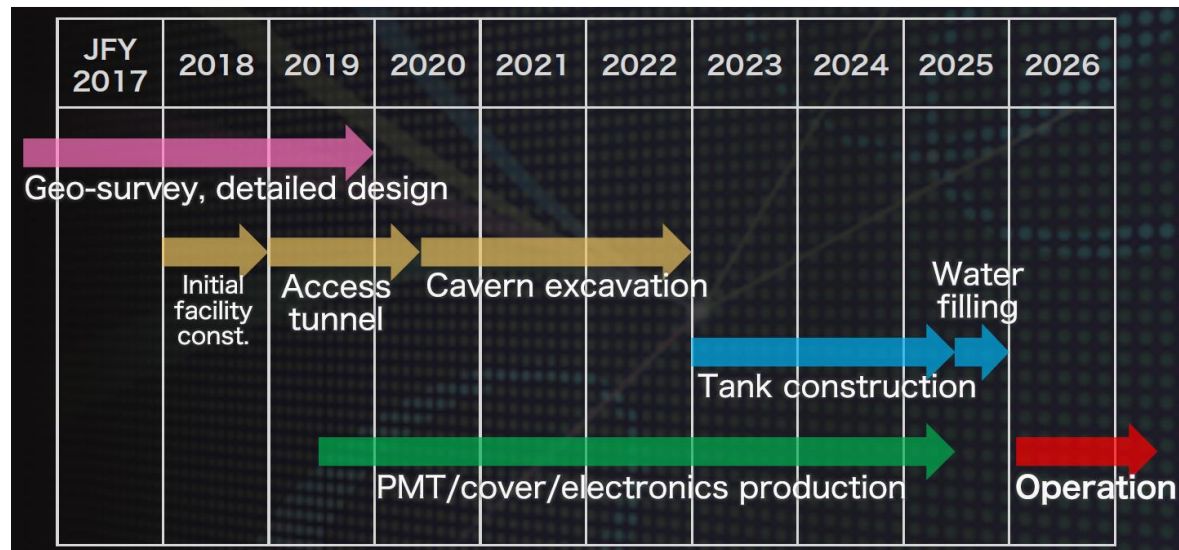 JFY
2017
2018
2019
2020
2021
2022
2023
2024
2025
2026
Geo-survey, detailed design
Initial
facility
const.
Access
tunnel
Cavern excavation
Water
filling
Tank construction
PMT/cover/electronics production
Operation